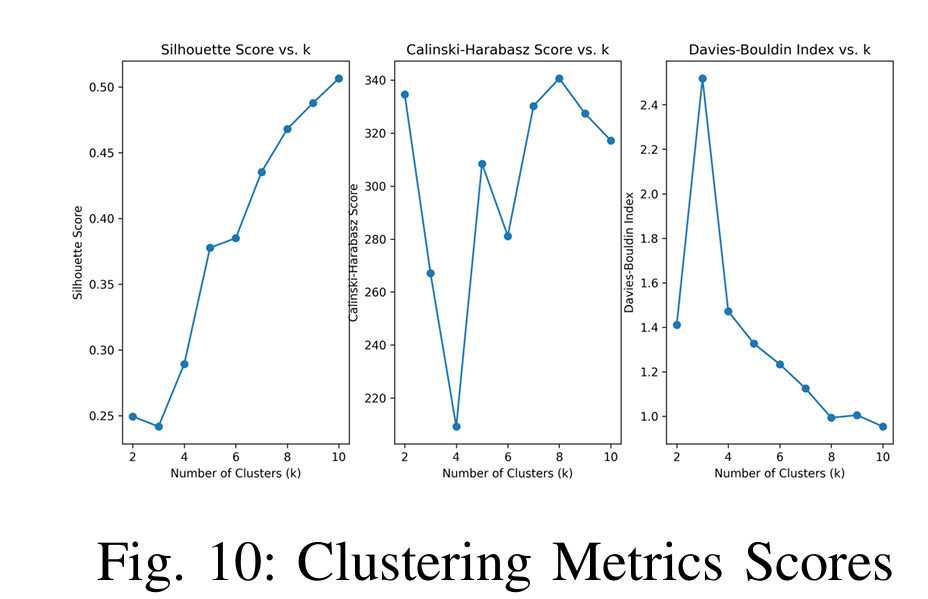 Silhouette Score vs. k
Silhouette Score
0.50
0.45
0.40
0.35
0.30
0.25
2 4 6 8 10
Number of Clusters (k)
Calinski-Harabasz Score vs. k
Calinski-Harabasz Score
340
320
300
280
260
240
220
2 4 6 8 10
Number of Clusters (k)
Davies-Bouldin Index vs. k
Davies-Bouldin Index
2.4
2.2
2.0
1.8
1.6
1.4
1.2
1.0
2 4 6 8 10
Number of Clusters (k)
Fig. 10: Clustering Metrics Scores